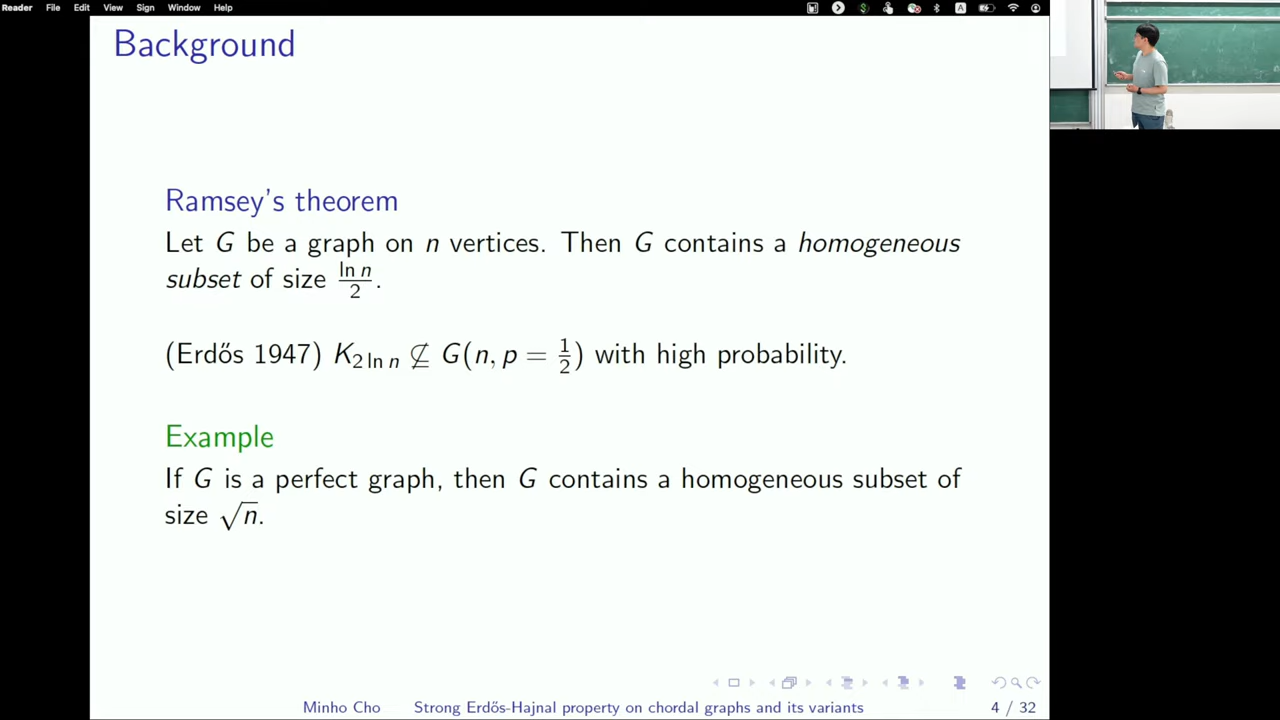 Reader File Edit View Sign Window Help
Background
Ramsey's theorem
Let G be a graph on n vertices. Then G contains a homogeneous
subset of size ln n / 2.
(Erdős 1947) K_{2 ln n} ⊈ G(n, p = 1/2) with high probability.
Example
If G is a perfect graph, then G contains a homogeneous subset of
size √n.
Minho Cho Strong Erdős-Hajnal property on chordal graphs and its variants 4 / 32